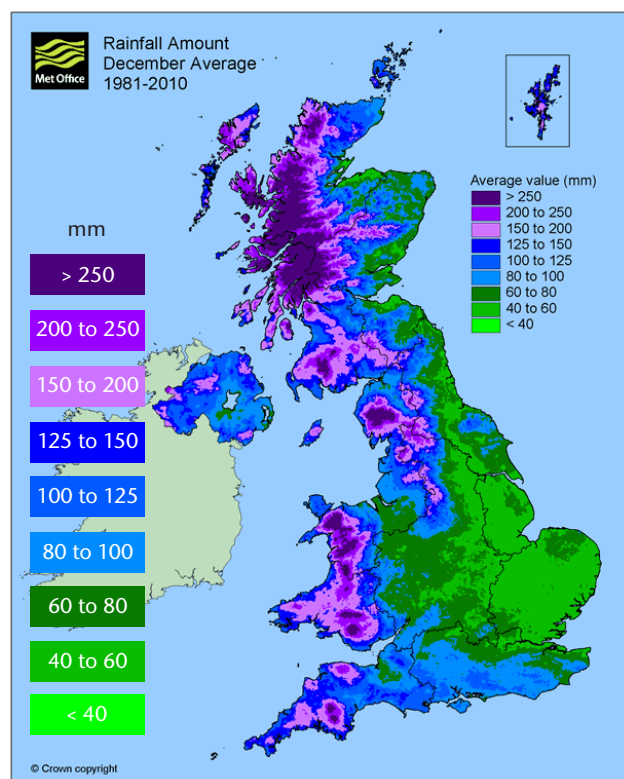 Met Office
Rainfall Amount
December Average
1981-2010
Average value (mm)
> 250
200 to 250
150 to 200
125 to 150
100 to 125
80 to 100
60 to 80
40 to 60
< 40
mm
> 250
200 to 250
150 to 200
125 to 150
100 to 125
80 to 100
60 to 80
40 to 60
< 40
© Crown copyright